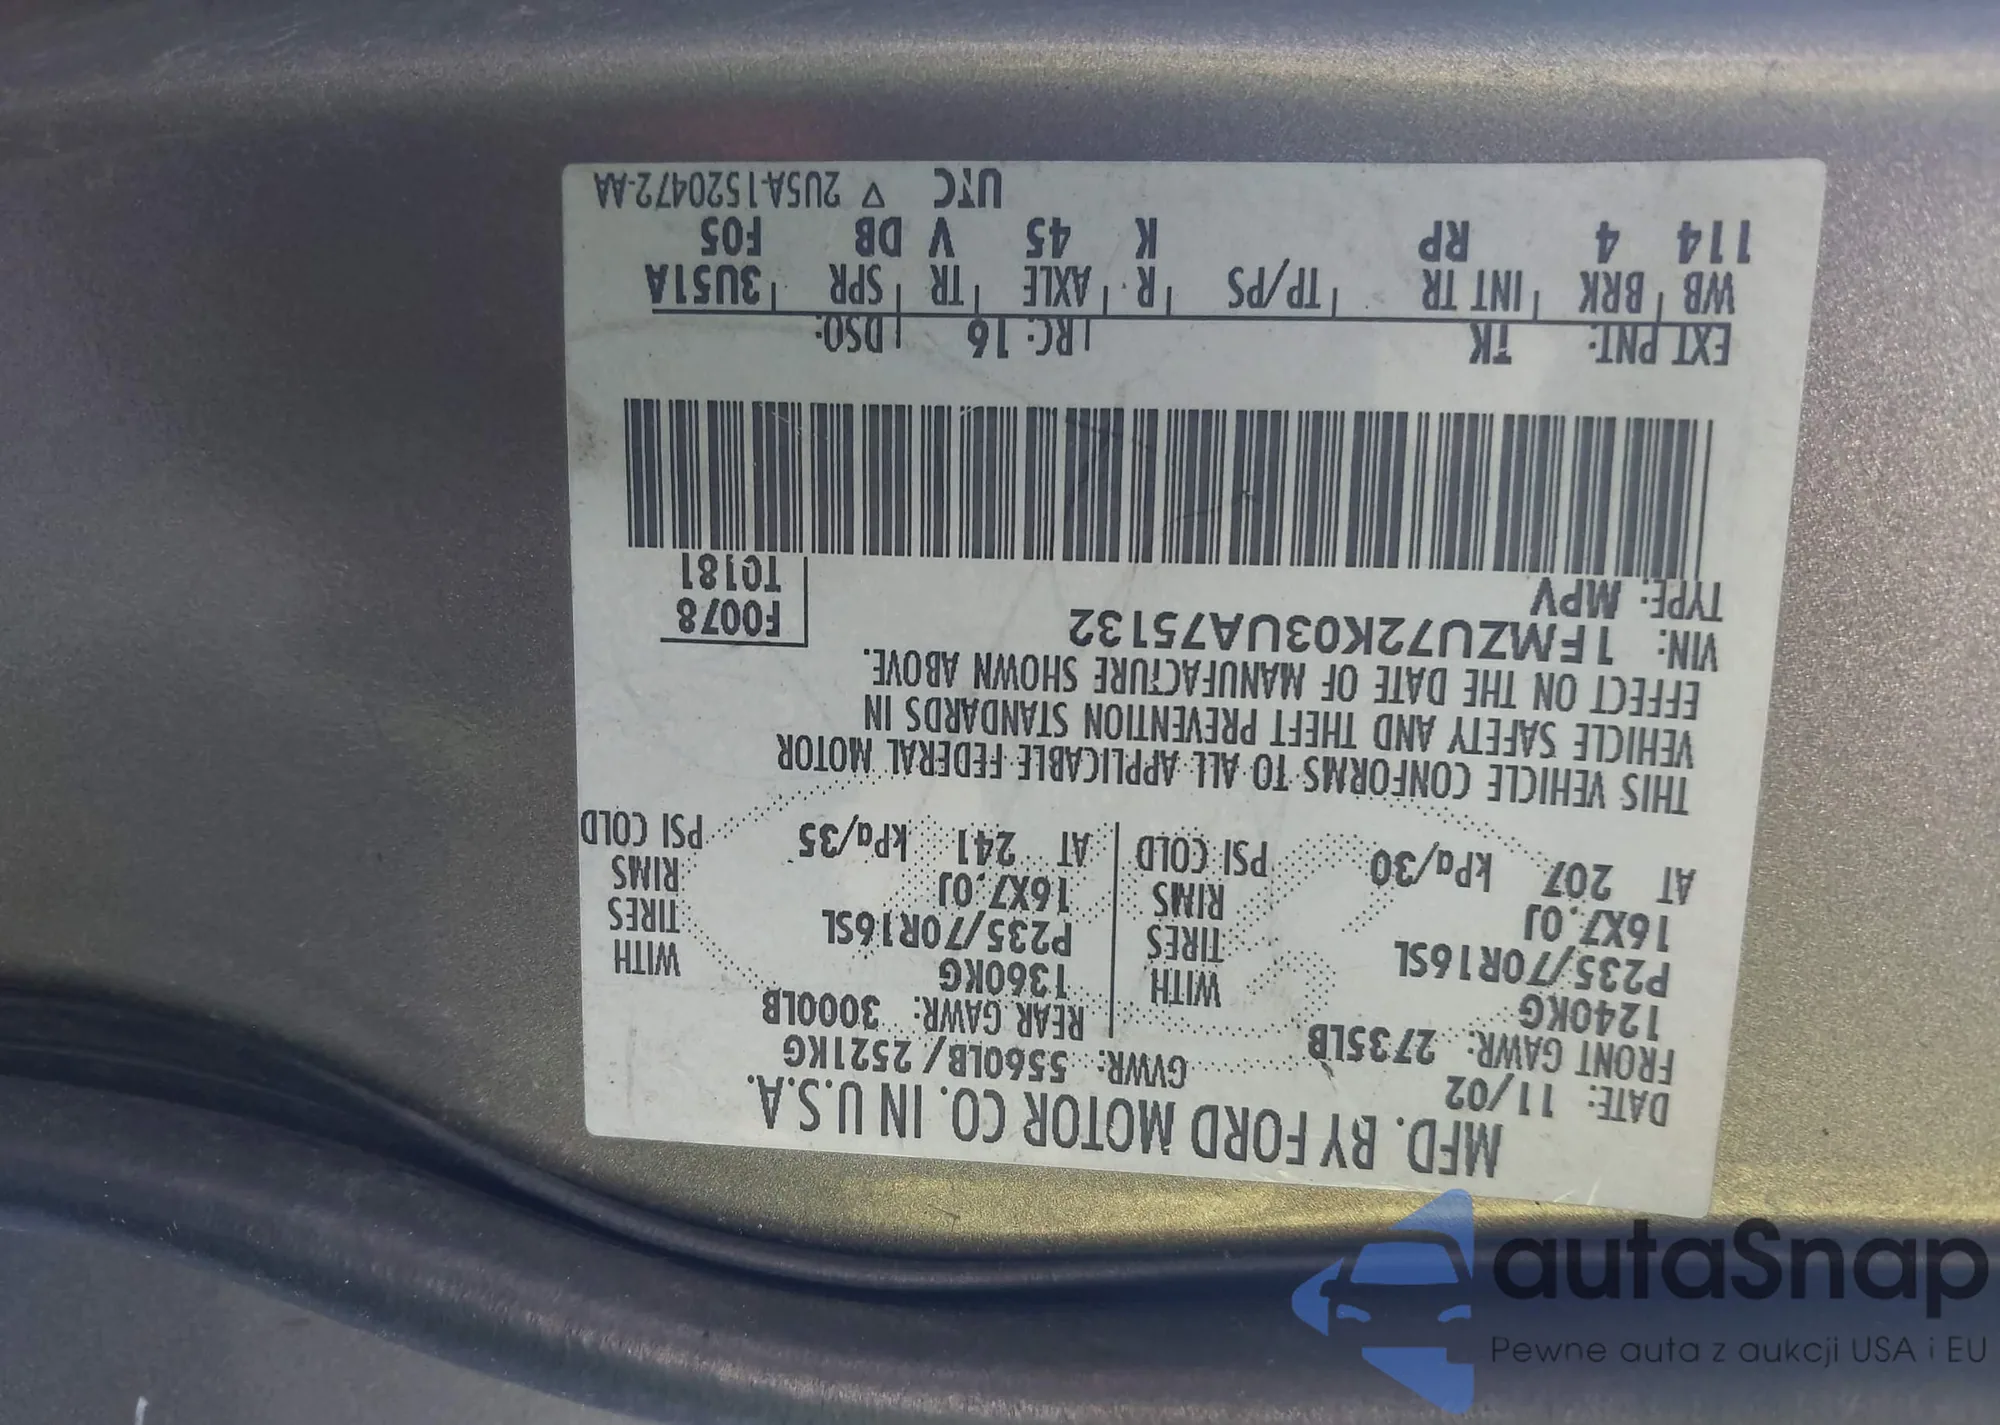 MFD. BY FORD MOTOR CO. IN U.S.A.
DATE: 11/02 GVWR: 5560LB/2521KG
FRONT GAWR: 2735LB REAR GAWR: 3000LB
1240KG WITH 1360KG WITH
P235/70R16SL TIRES P235/70R16SL TIRES
16X7.0J RIMS 16X7.0J RIMS
AT 207 kPa/30 PSI COLD AT 241 kPa/35 PSI COLD
THIS VEHICLE CONFORMS TO ALL APPLICABLE FEDERAL MOTOR
VEHICLE SAFETY AND THEFT PREVENTION STANDARDS IN
EFFECT ON THE DATE OF MANUFACTURE SHOWN ABOVE.
VIN: 1FMZU72K03UA75132 F0078
TYPE: MPV T0181
EXT PNT: TK RC: 16 DSO:
WB BRK INT TR TP/PS R AXLE TR SPR 3U51A
114 4 RP K 45 V DB F05
UTC ▽ 2U5A-1520472-AA
autaSnap
Pewne auta z aukcji USA i EU